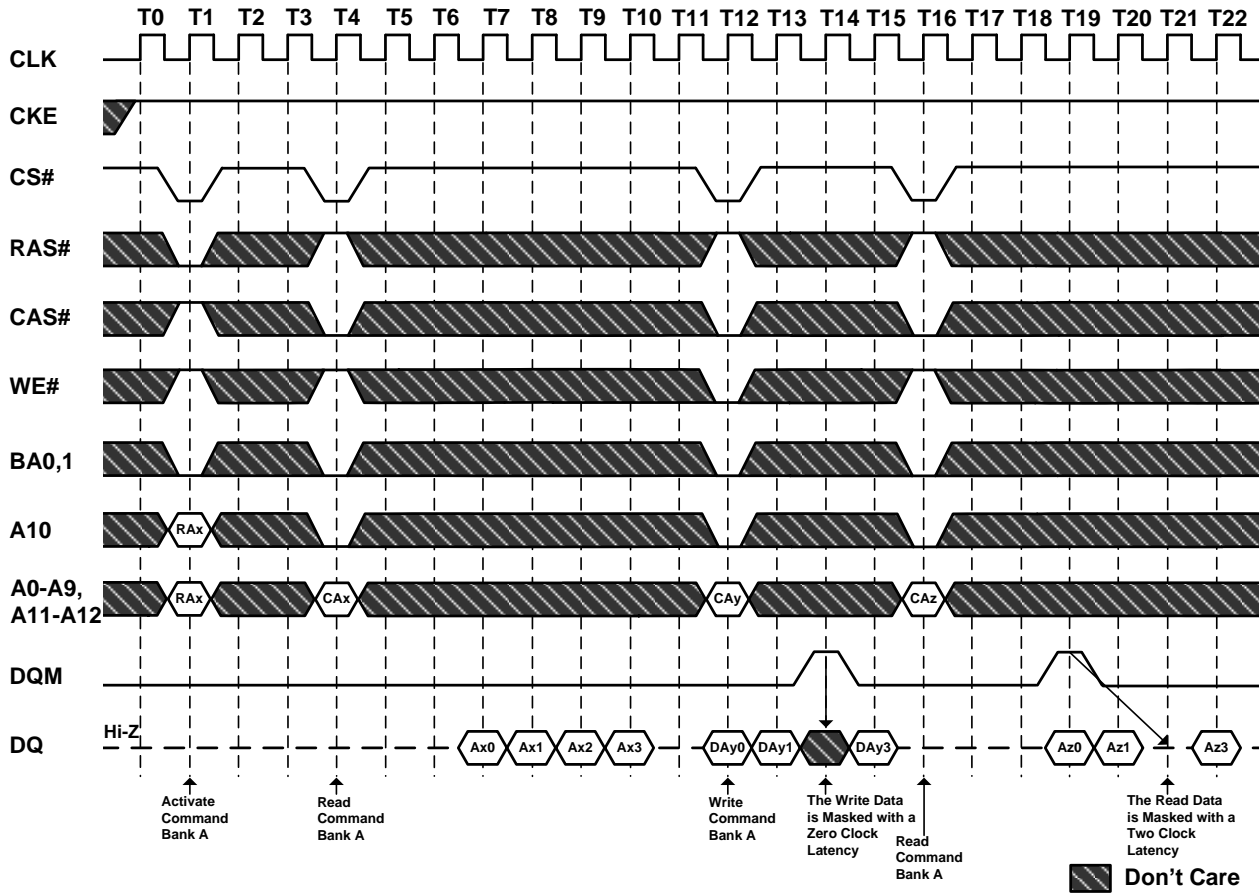 T0 T1 T2 T3 T4 T5 T6 T7 T8 T9 T10 T11 T12 T13 T14 T15 T16 T17 T18 T19 T20 T21 T22
CLK
CKE
CS#
RAS#
CAS#
WE#
BA0,1
A10
RAx
A0-A9,
A11-A12
RAx CAx CAy CAz
DQM
Hi-Z
DQ
Ax0 Ax1 Ax2 Ax3 DAy0 DAy1 DAy3 Az0 Az1 Az3
Activate
Command
Bank A
Read
Command
Bank A
Write
Command
Bank A
The Write Data
is Masked with a
Zero Clock
Latency
Read
Command
Bank A
The Read Data
is Masked with a
Two Clock
Latency
Don't Care